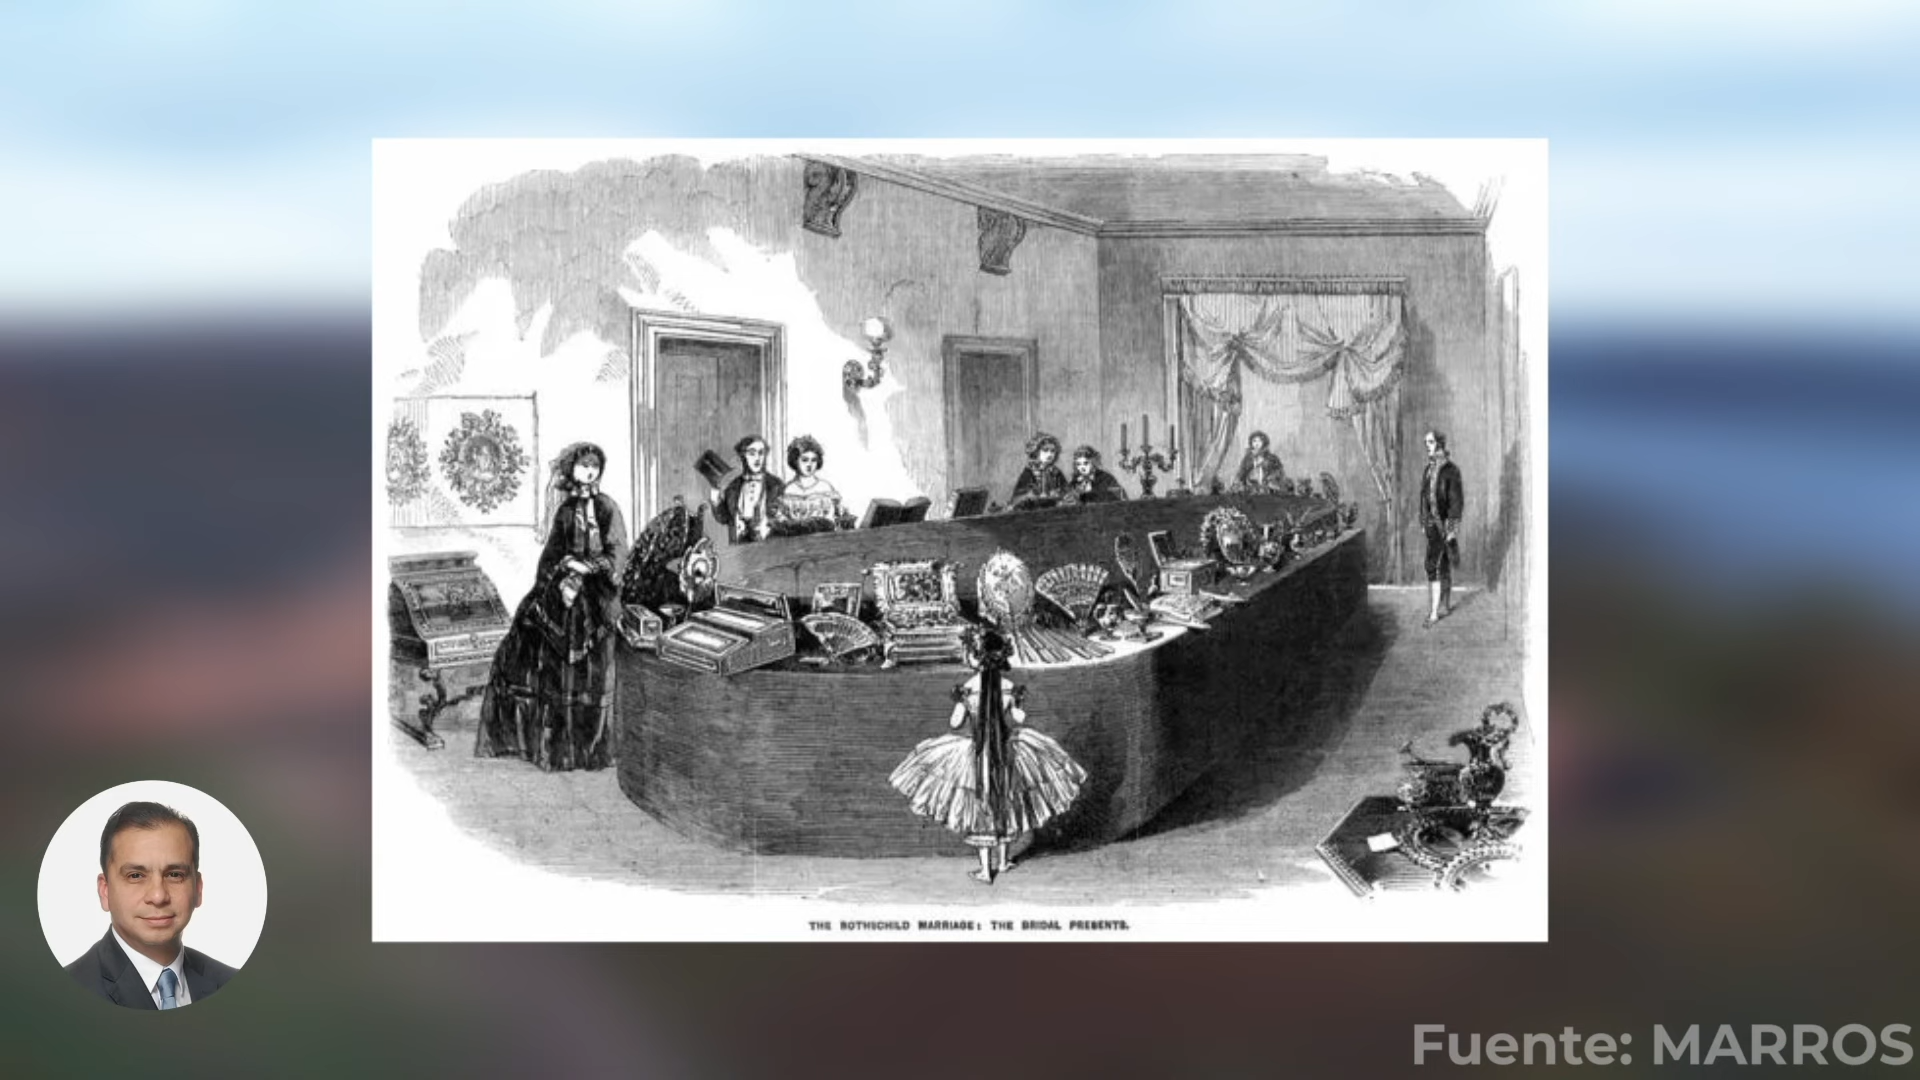 THE ROTHSCHILD MARRIAGE: THE BRIDAL PRESENTS.
Fuente: MARROS